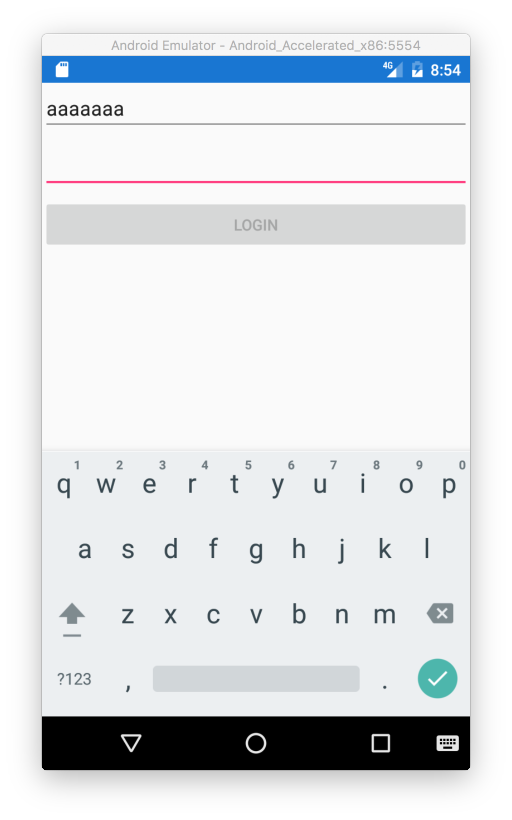 Android Emulator - Android_Accelerated_x86:5554
4G 8:54
aaaaaaa
LOGIN
1 2 3 4 5 6 7 8 9 0
q w e r t y u i o p
a s d f g h j k l
z x c v b n m
?123 , .